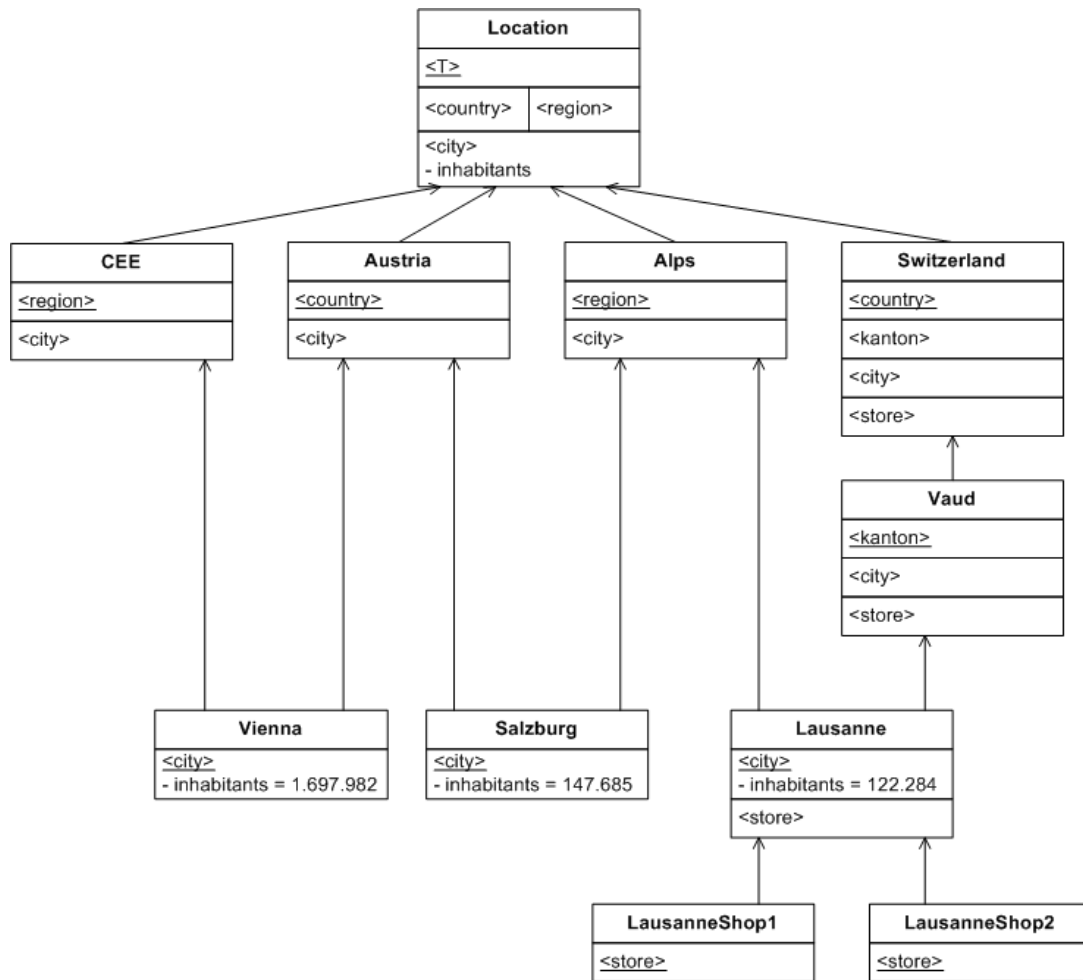 Location
<T>
<country>
<region>
<city>
- inhabitants
CEE
<region>
<city>
Austria
<country>
<city>
Alps
<region>
<city>
Switzerland
<country>
<kanton>
<city>
<store>
Vaud
<kanton>
<city>
<store>
Vienna
<city>
- inhabitants = 1.697.982
Salzburg
<city>
- inhabitants = 147.685
Lausanne
<city>
- inhabitants = 122.284
<store>
LausanneShop1
<store>
LausanneShop2
<store>